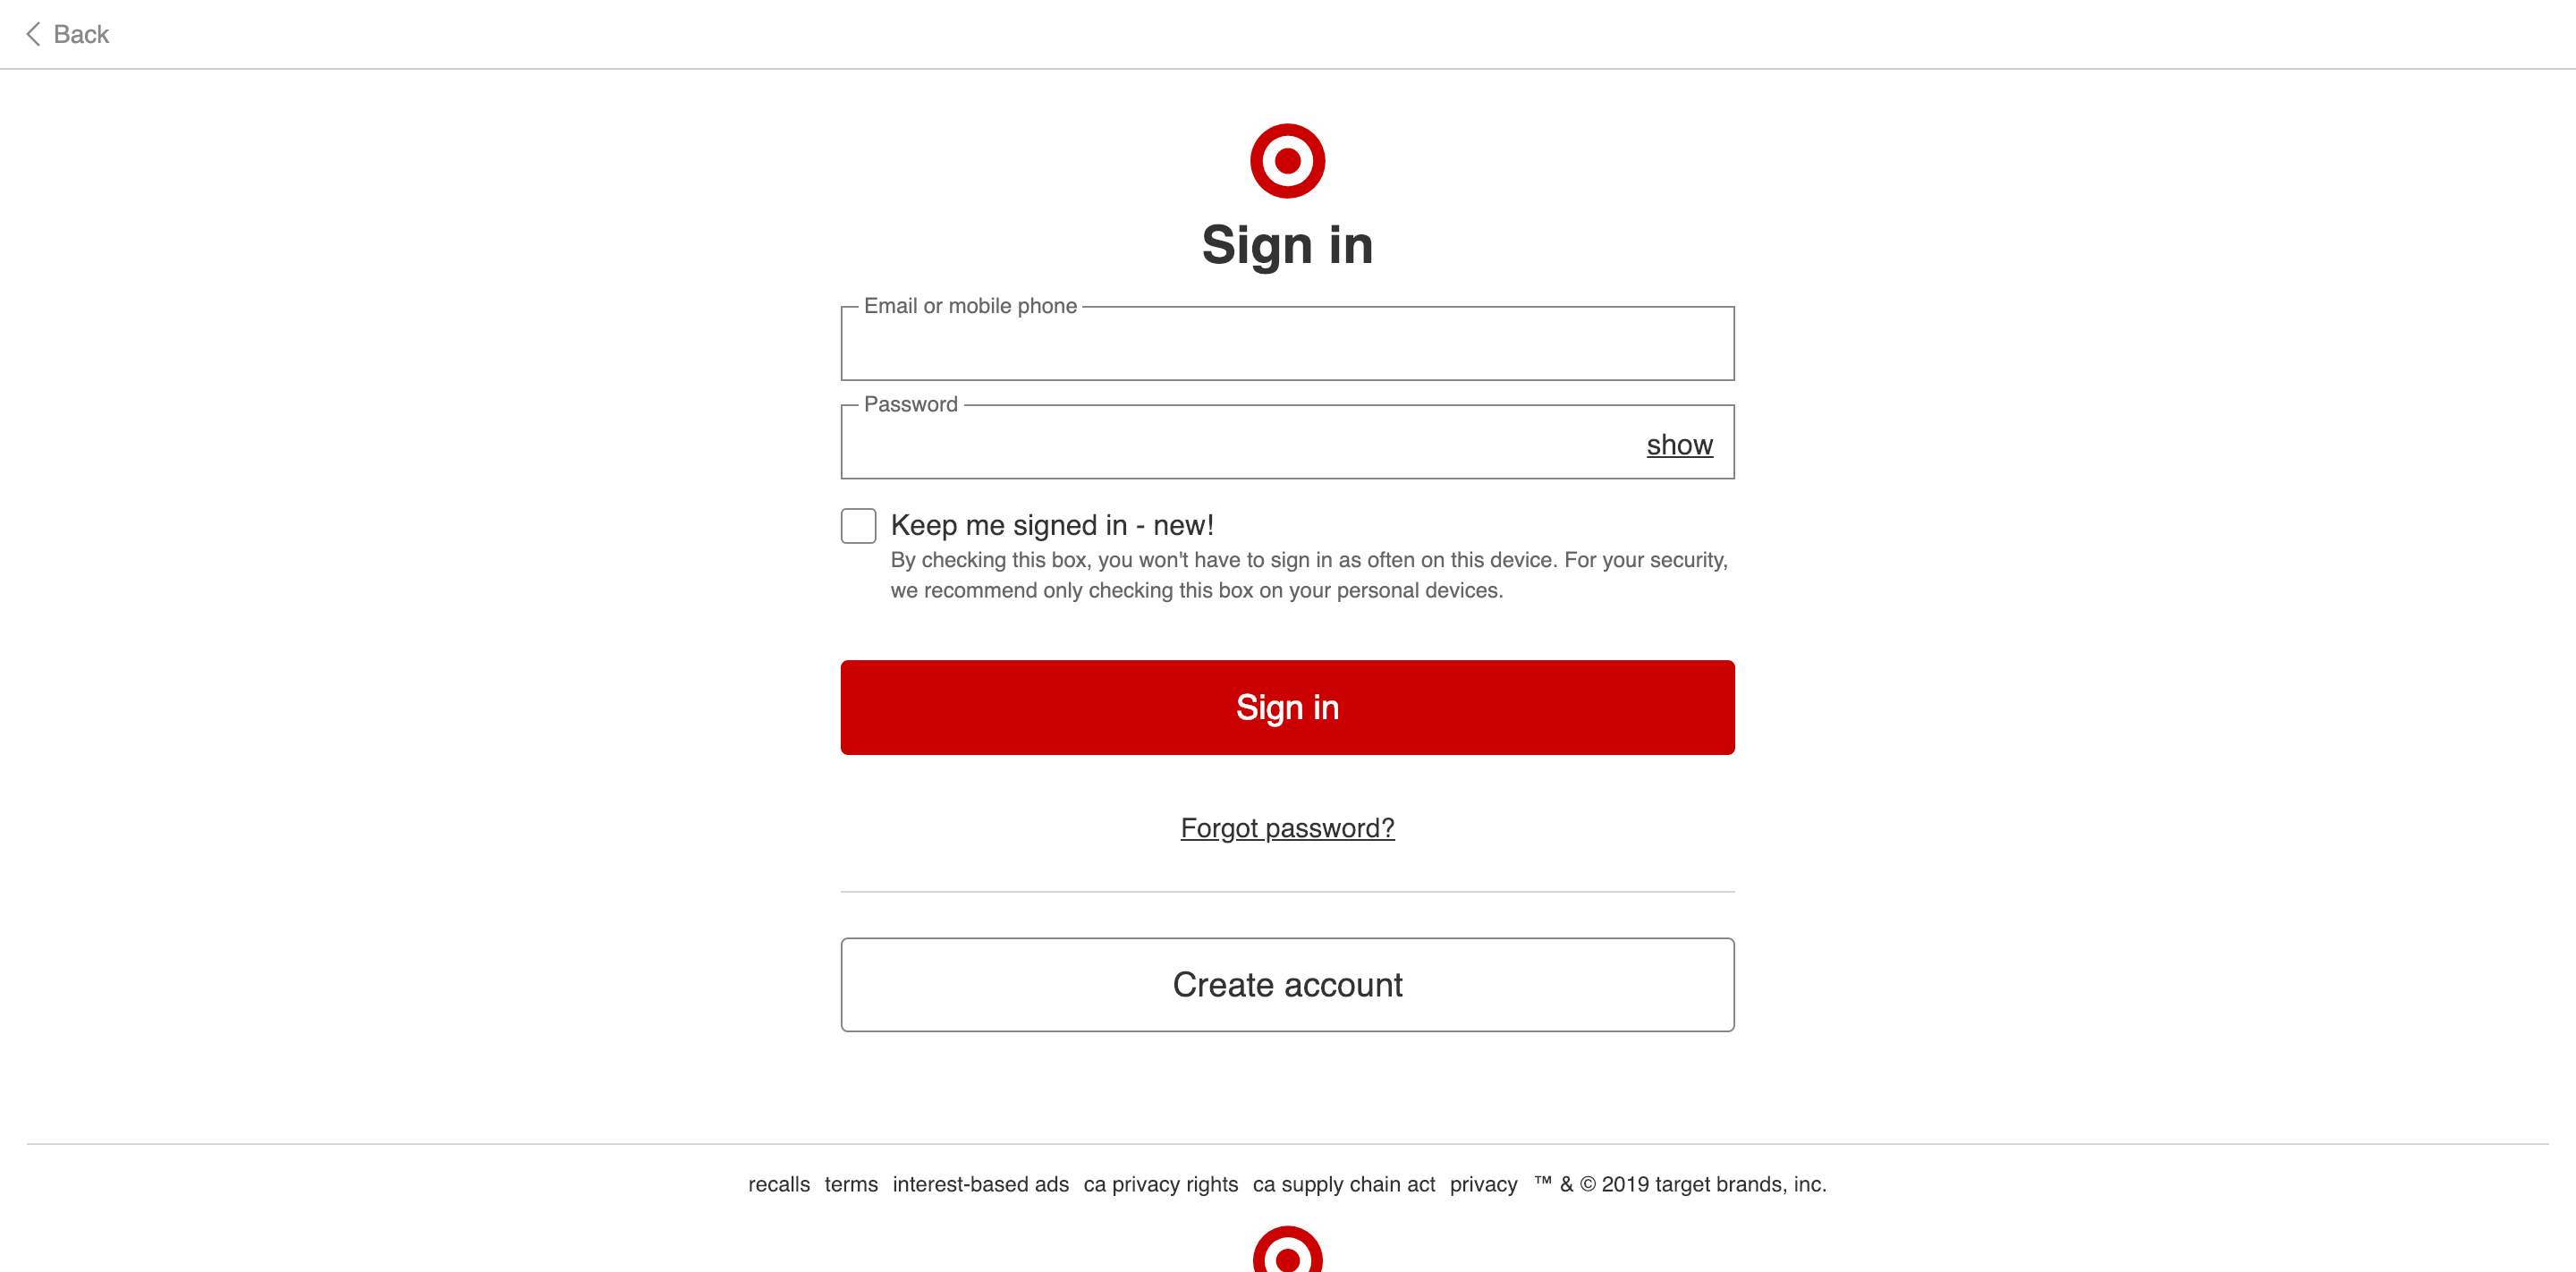 Back
Sign in
Email or mobile phone
Password
show
Keep me signed in - new!
By checking this box, you won't have to sign in as often on this device. For your security,
we recommend only checking this box on your personal devices.
Sign in
Forgot password?
Create account
recalls terms interest-based ads ca privacy rights ca supply chain act privacy ™ & © 2019 target brands, inc.